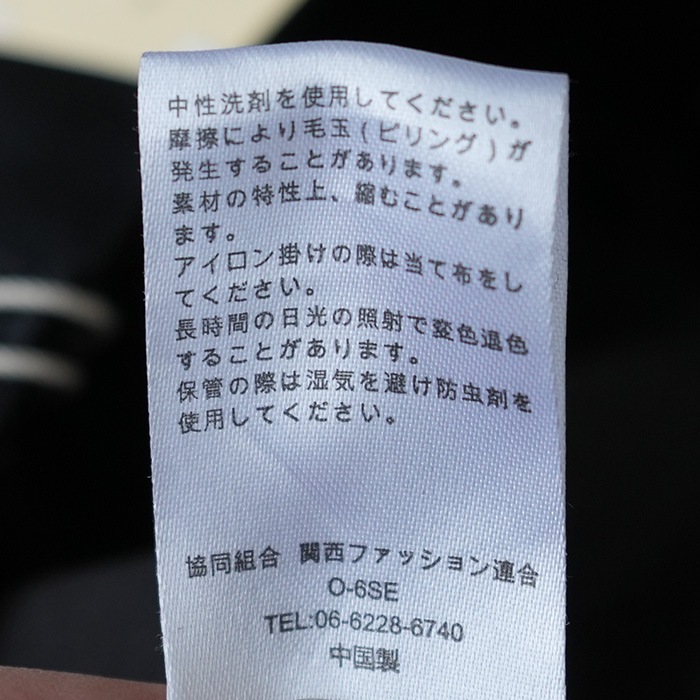 中性洗剤を使用してください。
摩擦により毛玉(ピリング)が
発生することがあります。
素材の特性上、縮むことがあり
ます。
アイロン掛けの際は当て布をし
てください。
長時間の日光の照射で変色退色
することがあります。
保管の際は湿気を避け防虫剤を
使用してください。
協同組合 関西ファッション連合
O-6SE
TEL:06-6228-6740
中国製